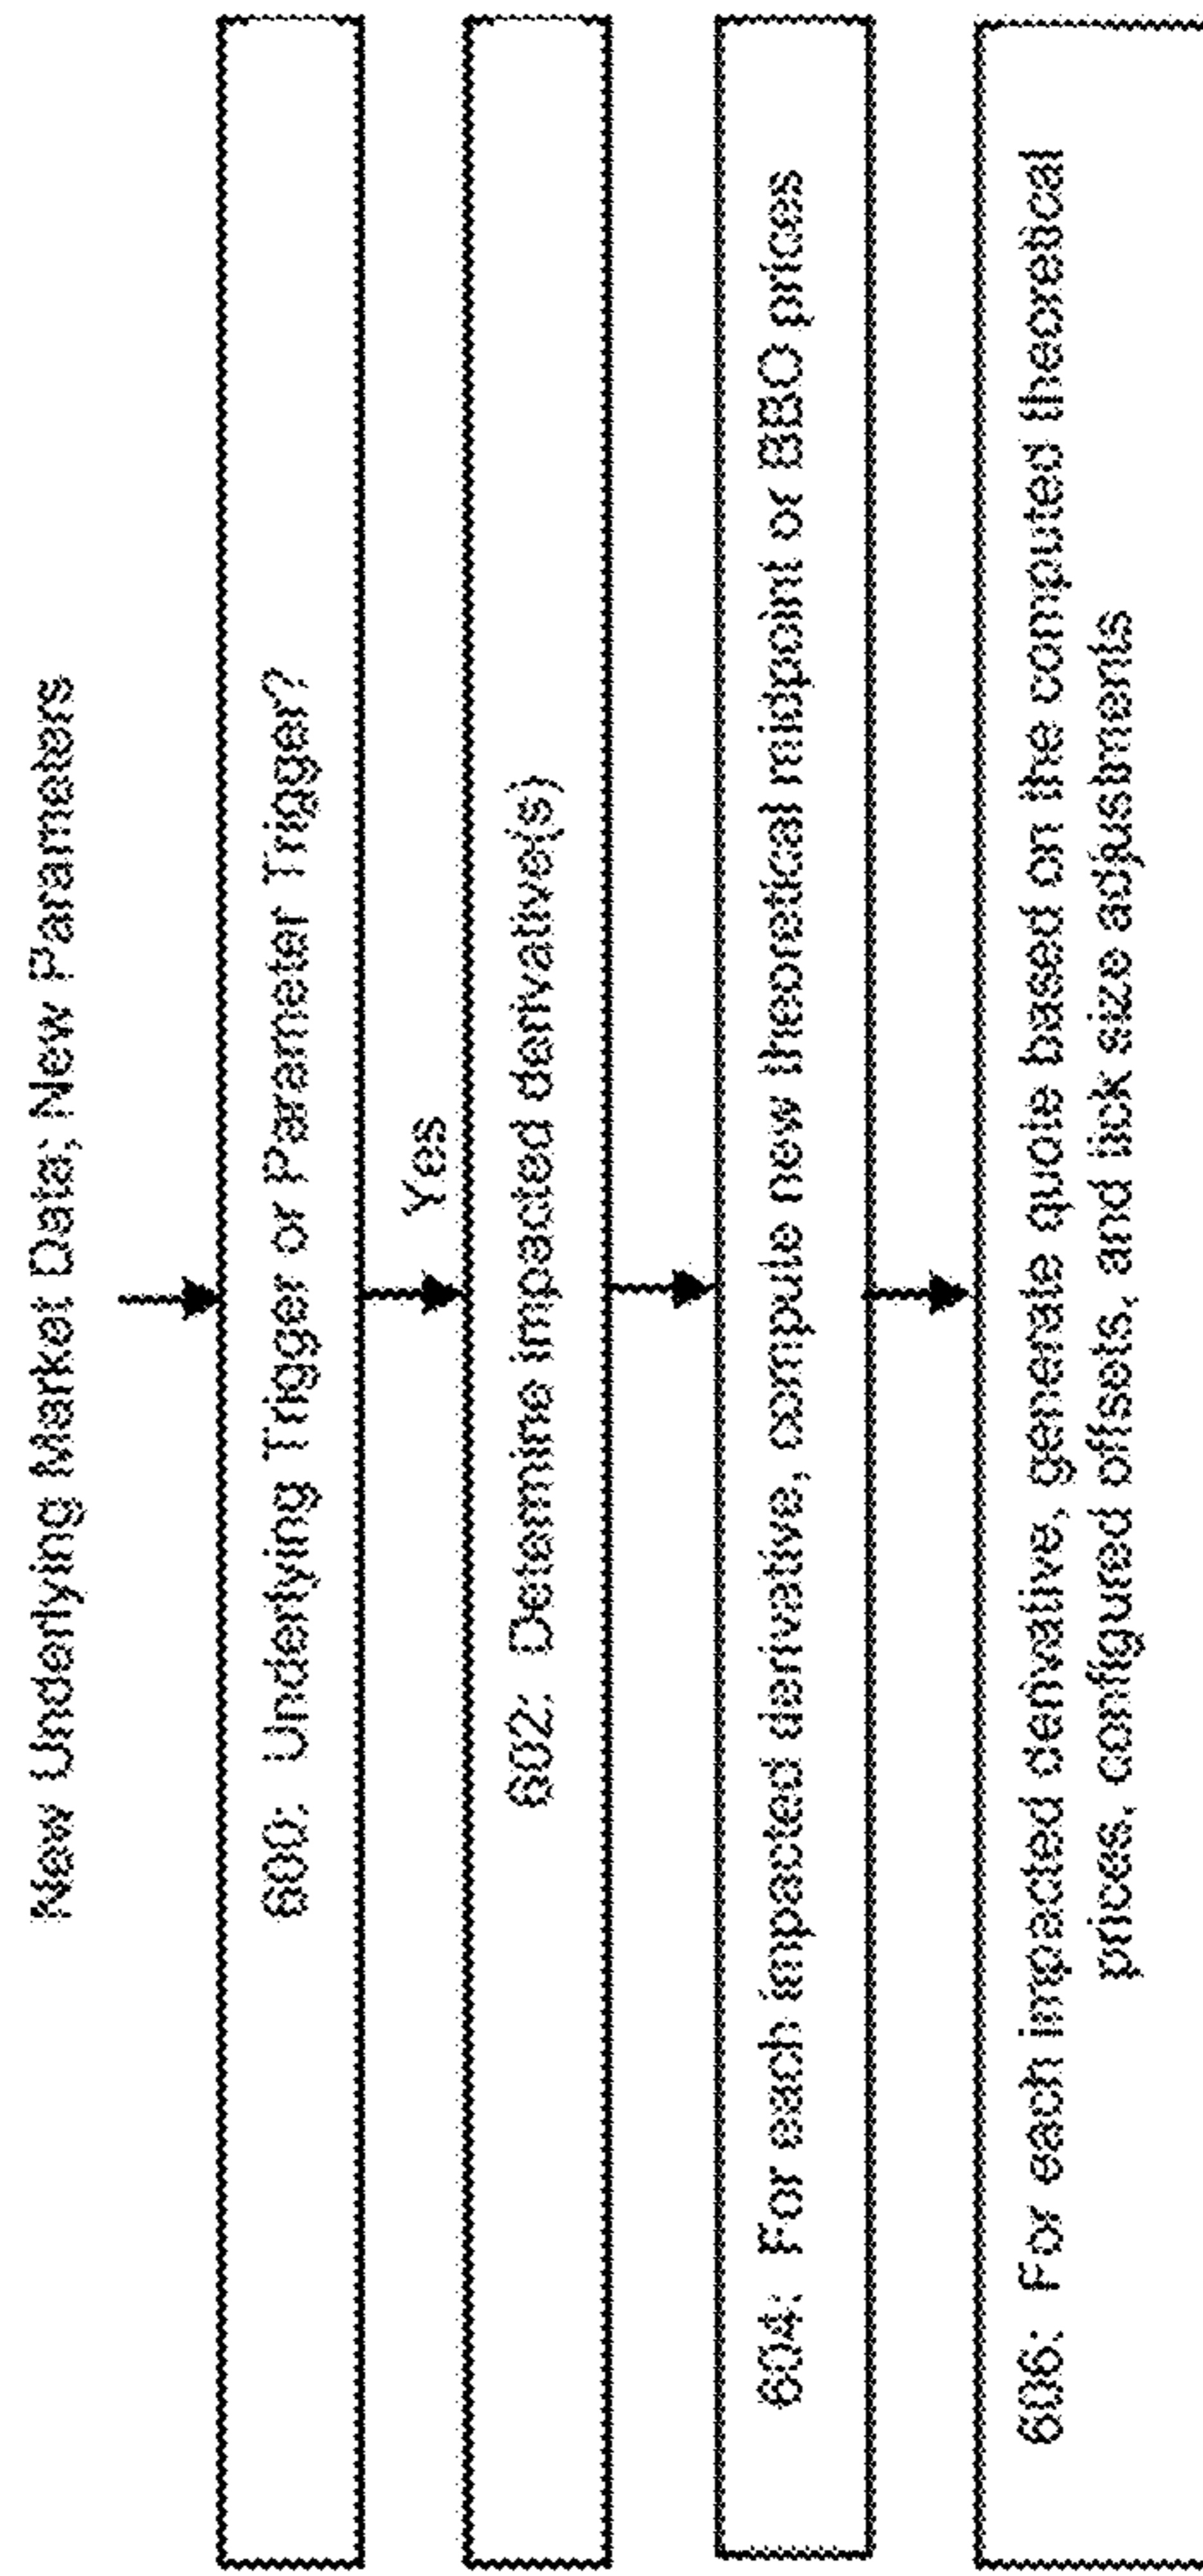 New Underlying Market Data; New Parameters
600: Underlying Trigger or Parameter Trigger?
Yes
602: Determine impacted derivative(s)
604: For each impacted derivative, compute new theoretical midpoint or BBO prices
606: For each impacted derivative, generate quote based on the computed theoretical
prices, configured offsets, and tick size adjustments